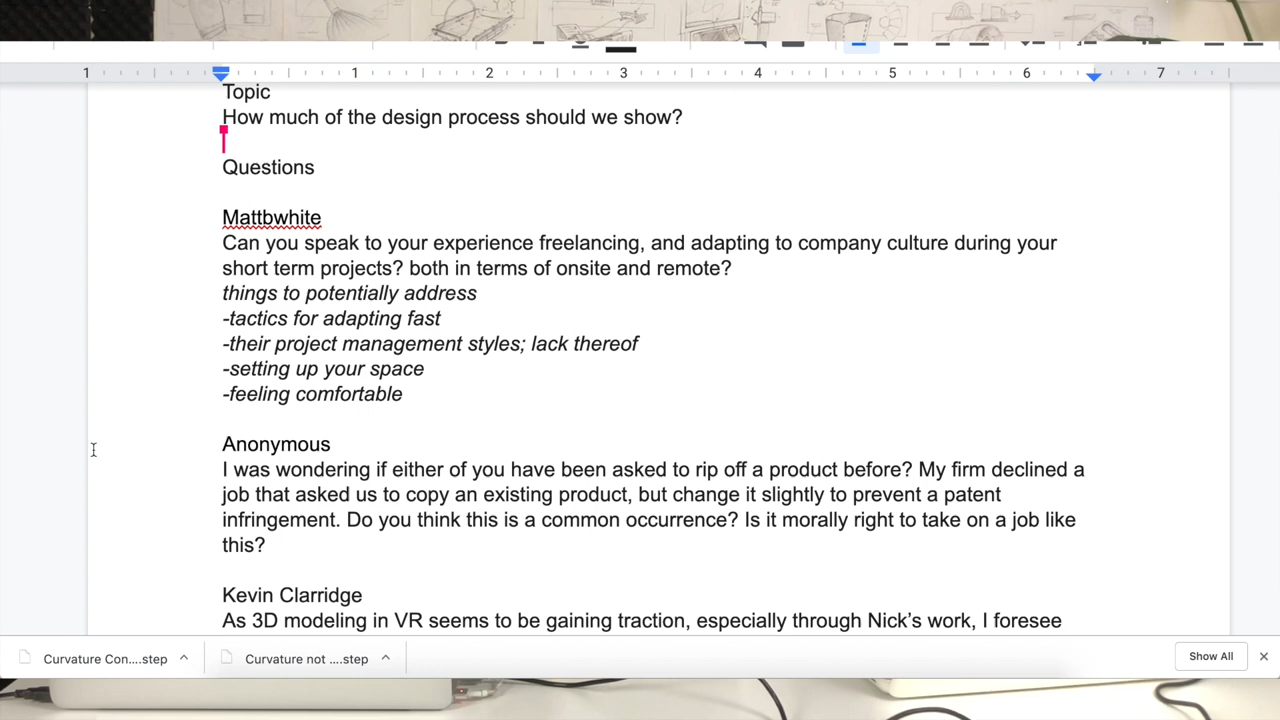 1 1 2 3 4 5 6 7
Topic
How much of the design process should we show?
Questions
Mattbwhite
Can you speak to your experience freelancing, and adapting to company culture during your
short term projects? both in terms of onsite and remote?
things to potentially address
-tactics for adapting fast
-their project management styles; lack thereof
-setting up your space
-feeling comfortable
Anonymous
I was wondering if either of you have been asked to rip off a product before? My firm declined a
job that asked us to copy an existing product, but change it slightly to prevent a patent
infringement. Do you think this is a common occurrence? Is it morally right to take on a job like
this?
Kevin Clarridge
As 3D modeling in VR seems to be gaining traction, especially through Nick's work, I foresee
Curvature Con....step Curvature not ....step Show All